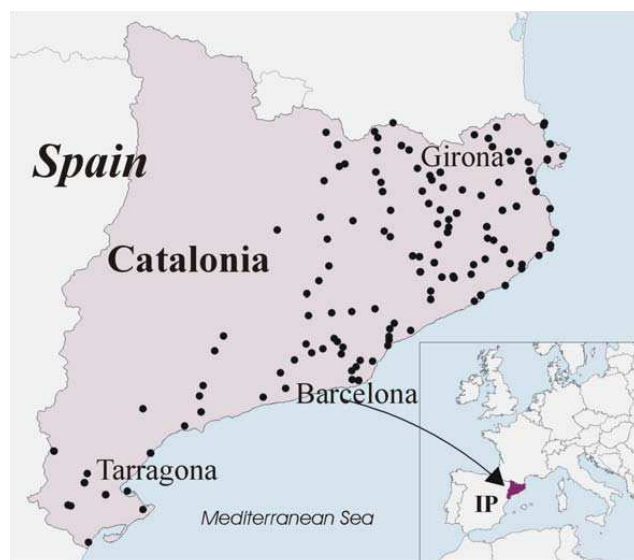 Girona
Spain
Catalonia
Barcelona
Tarragona
IP
Mediterranean Sea